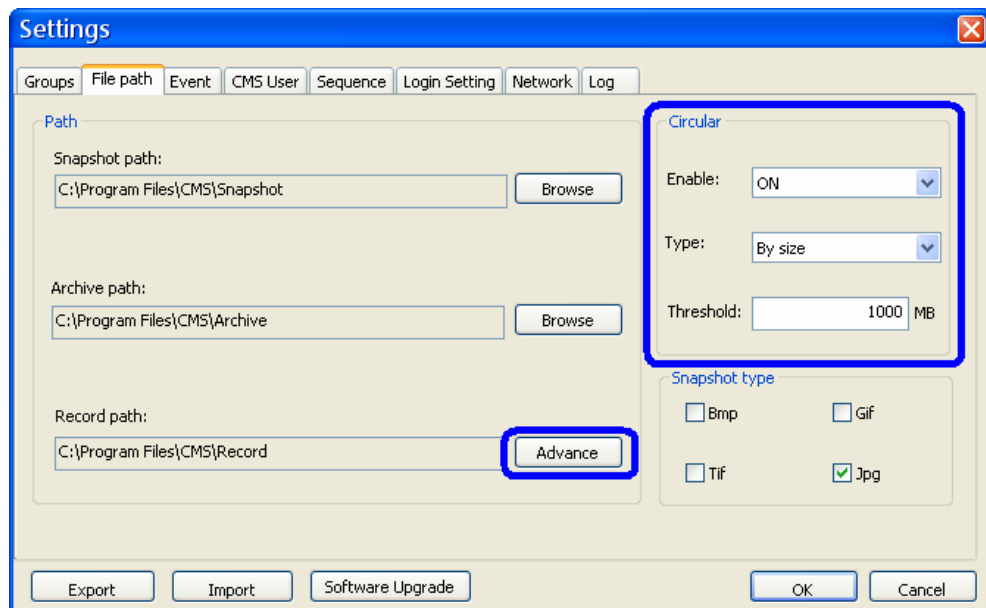 Settings
Groups File path Event CMS User Sequence Login Setting Network Log
Path
Snapshot path:
C:\Program Files\CMS\Snapshot Browse
Archive path:
C:\Program Files\CMS\Archive Browse
Record path:
C:\Program Files\CMS\Record Advance
Circular
Enable: ON
Type: By size
Threshold: 1000 MB
Snapshot type
Bmp Gif
Tif Jpg
Export Import Software Upgrade OK Cancel